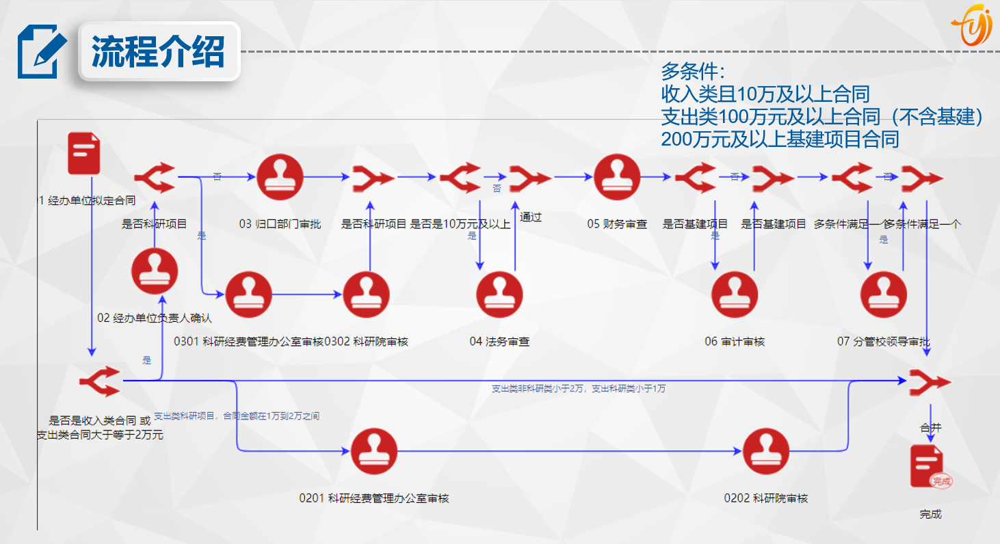 流程介绍
多条件：
收入类且10万及以上合同
支出类100万元及以上合同（不含基建）
200万元及以上基建项目合同
1 经办单位拟定合同
是否科研项目
否
是
03 归口部门审批
是否科研项目
是否是10万元及以上
否
是
通过
05 财务审查
是否基建项目
否
是
是否基建项目
多条件满足一个
否
是
多条件满足一个
02 经办单位负责人确认
0301 科研经费管理办公室审核
0302 科研院审核
04 法务审查
06 审计审核
07 分管校领导审批
是
是否是收入类合同 或
支出类合同大于等于2万元
支出类非科研类小于2万，支出科研类小于1万
支出类科研项目，合同金额在1万到2万之间
合并
0201 科研经费管理办公室审核
0202 科研院审核
完成
完成